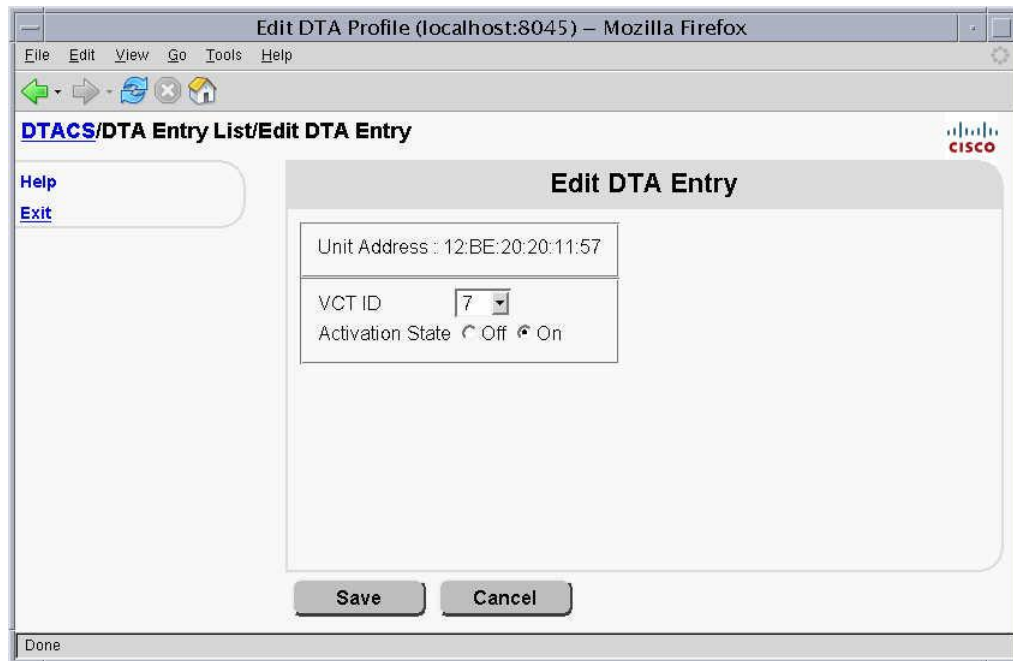 Edit DTA Profile (localhost:8045) – Mozilla Firefox
File Edit View Go Tools Help
DTACS/DTA Entry List/Edit DTA Entry
CISCO
Help
Exit
Edit DTA Entry
Unit Address : 12:BE:20:20:11:57
VCT ID 7
Activation State Off On
Save Cancel
Done